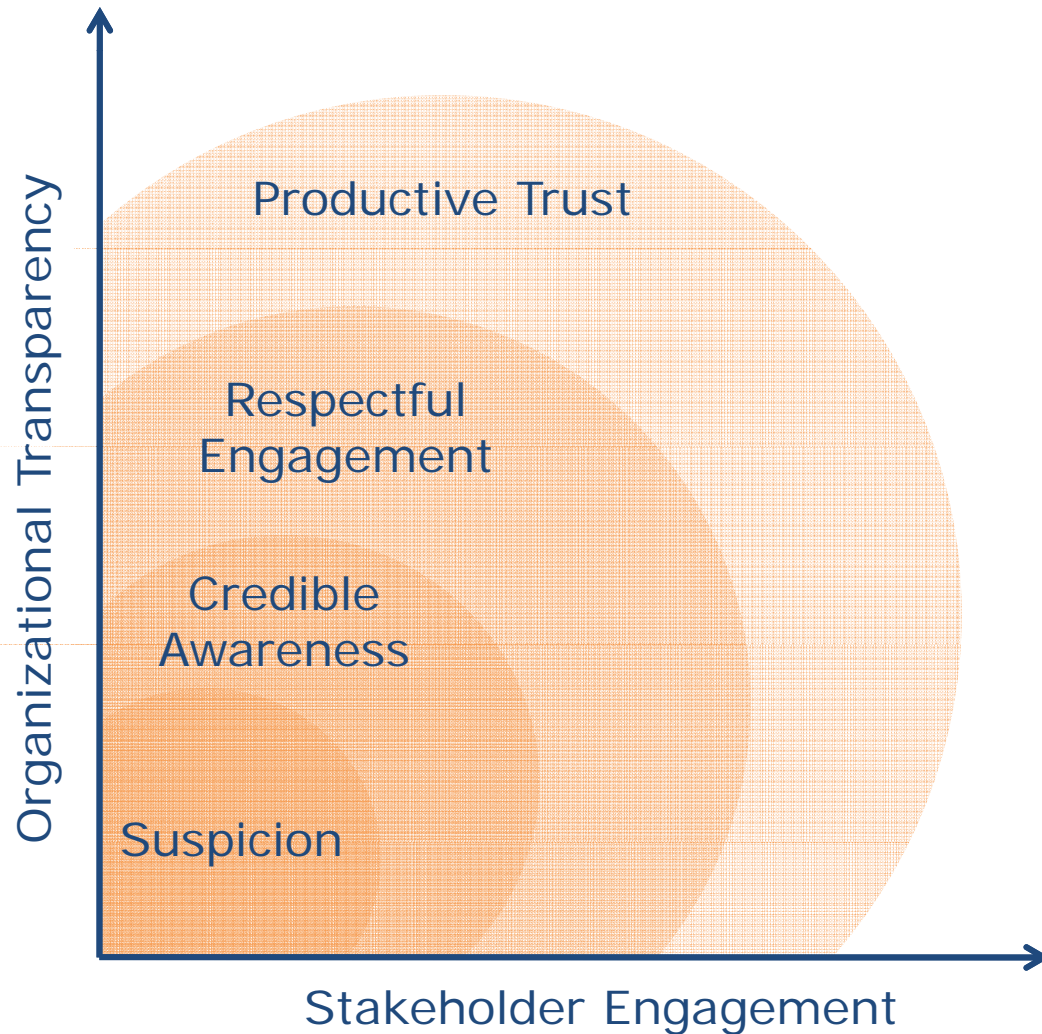 Organizational Transparency
Productive Trust
Respectful
Engagement
Credible
Awareness
Suspicion
Stakeholder Engagement